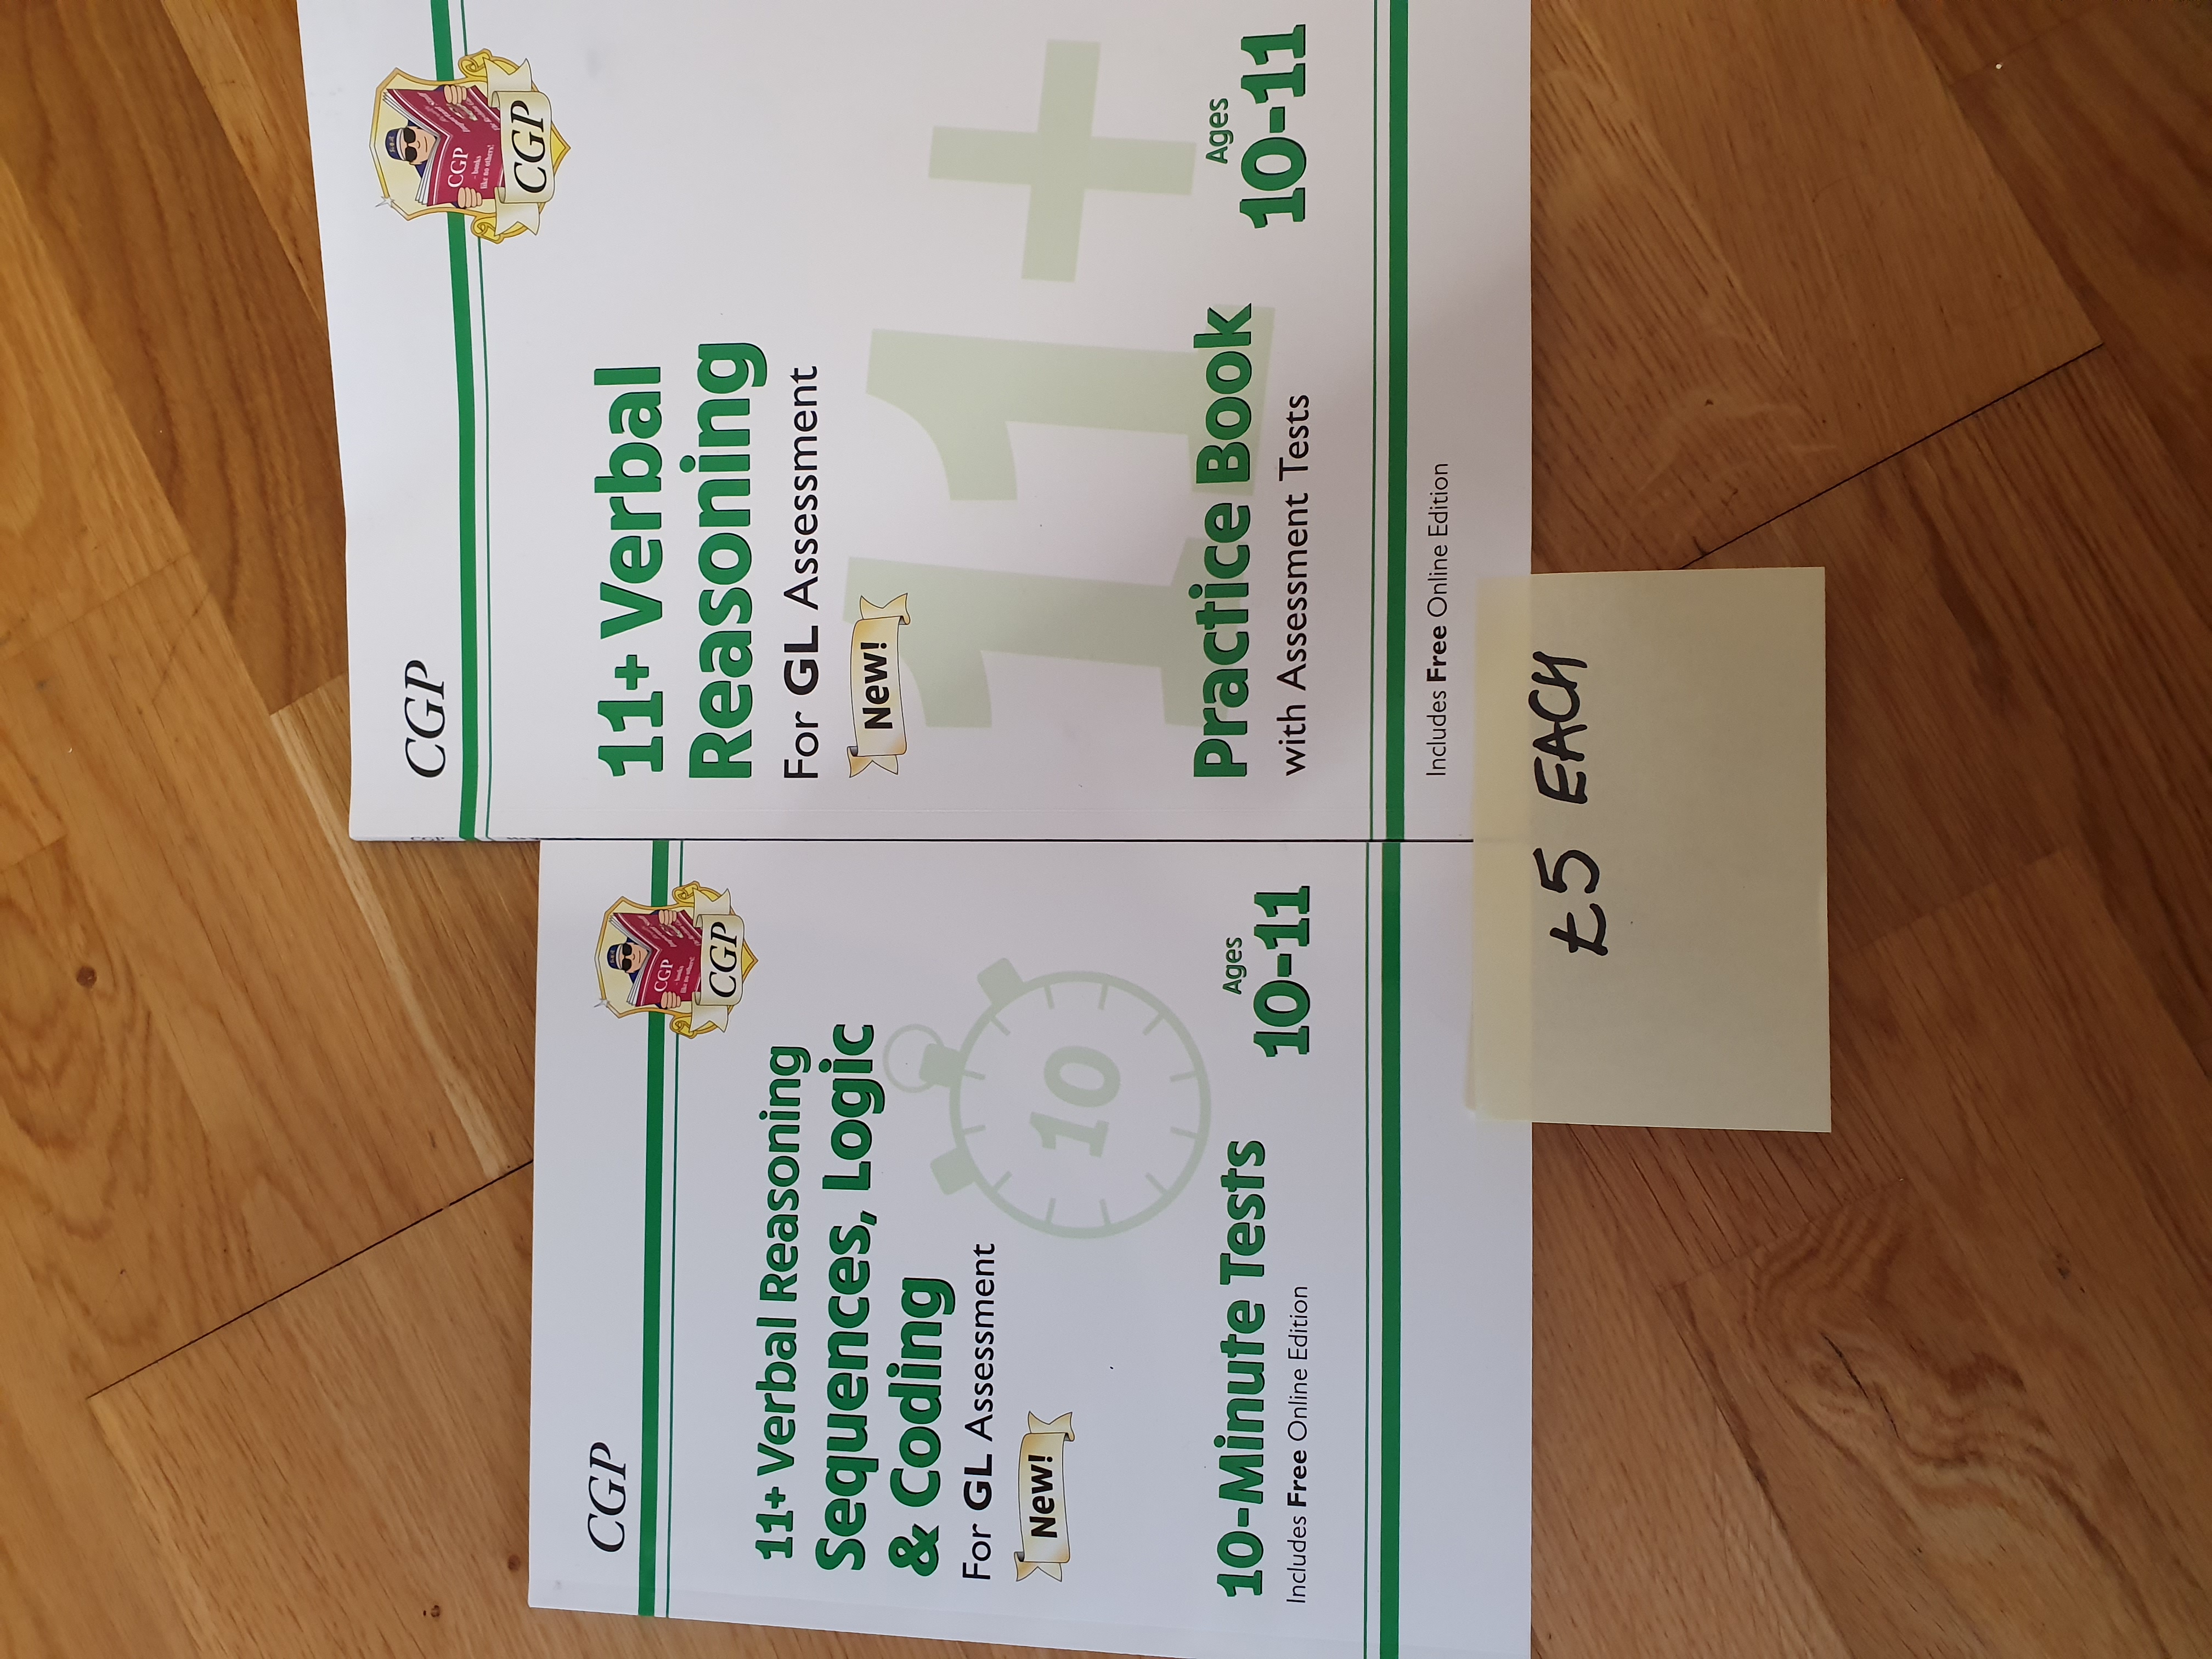 CGP
CGP
- books
like no others!
CGP
11+ Verbal Reasoning
Sequences, Logic
& Coding
For GL Assessment
New!
10
10-Minute Tests
Includes Free Online Edition
Ages
10-11
CGP
CGP
- books
like no others!
CGP
11+ Verbal
Reasoning
For GL Assessment
New!
11+
Practice Book
with Assessment Tests
Ages
10-11
Includes Free Online Edition
£5 EACH